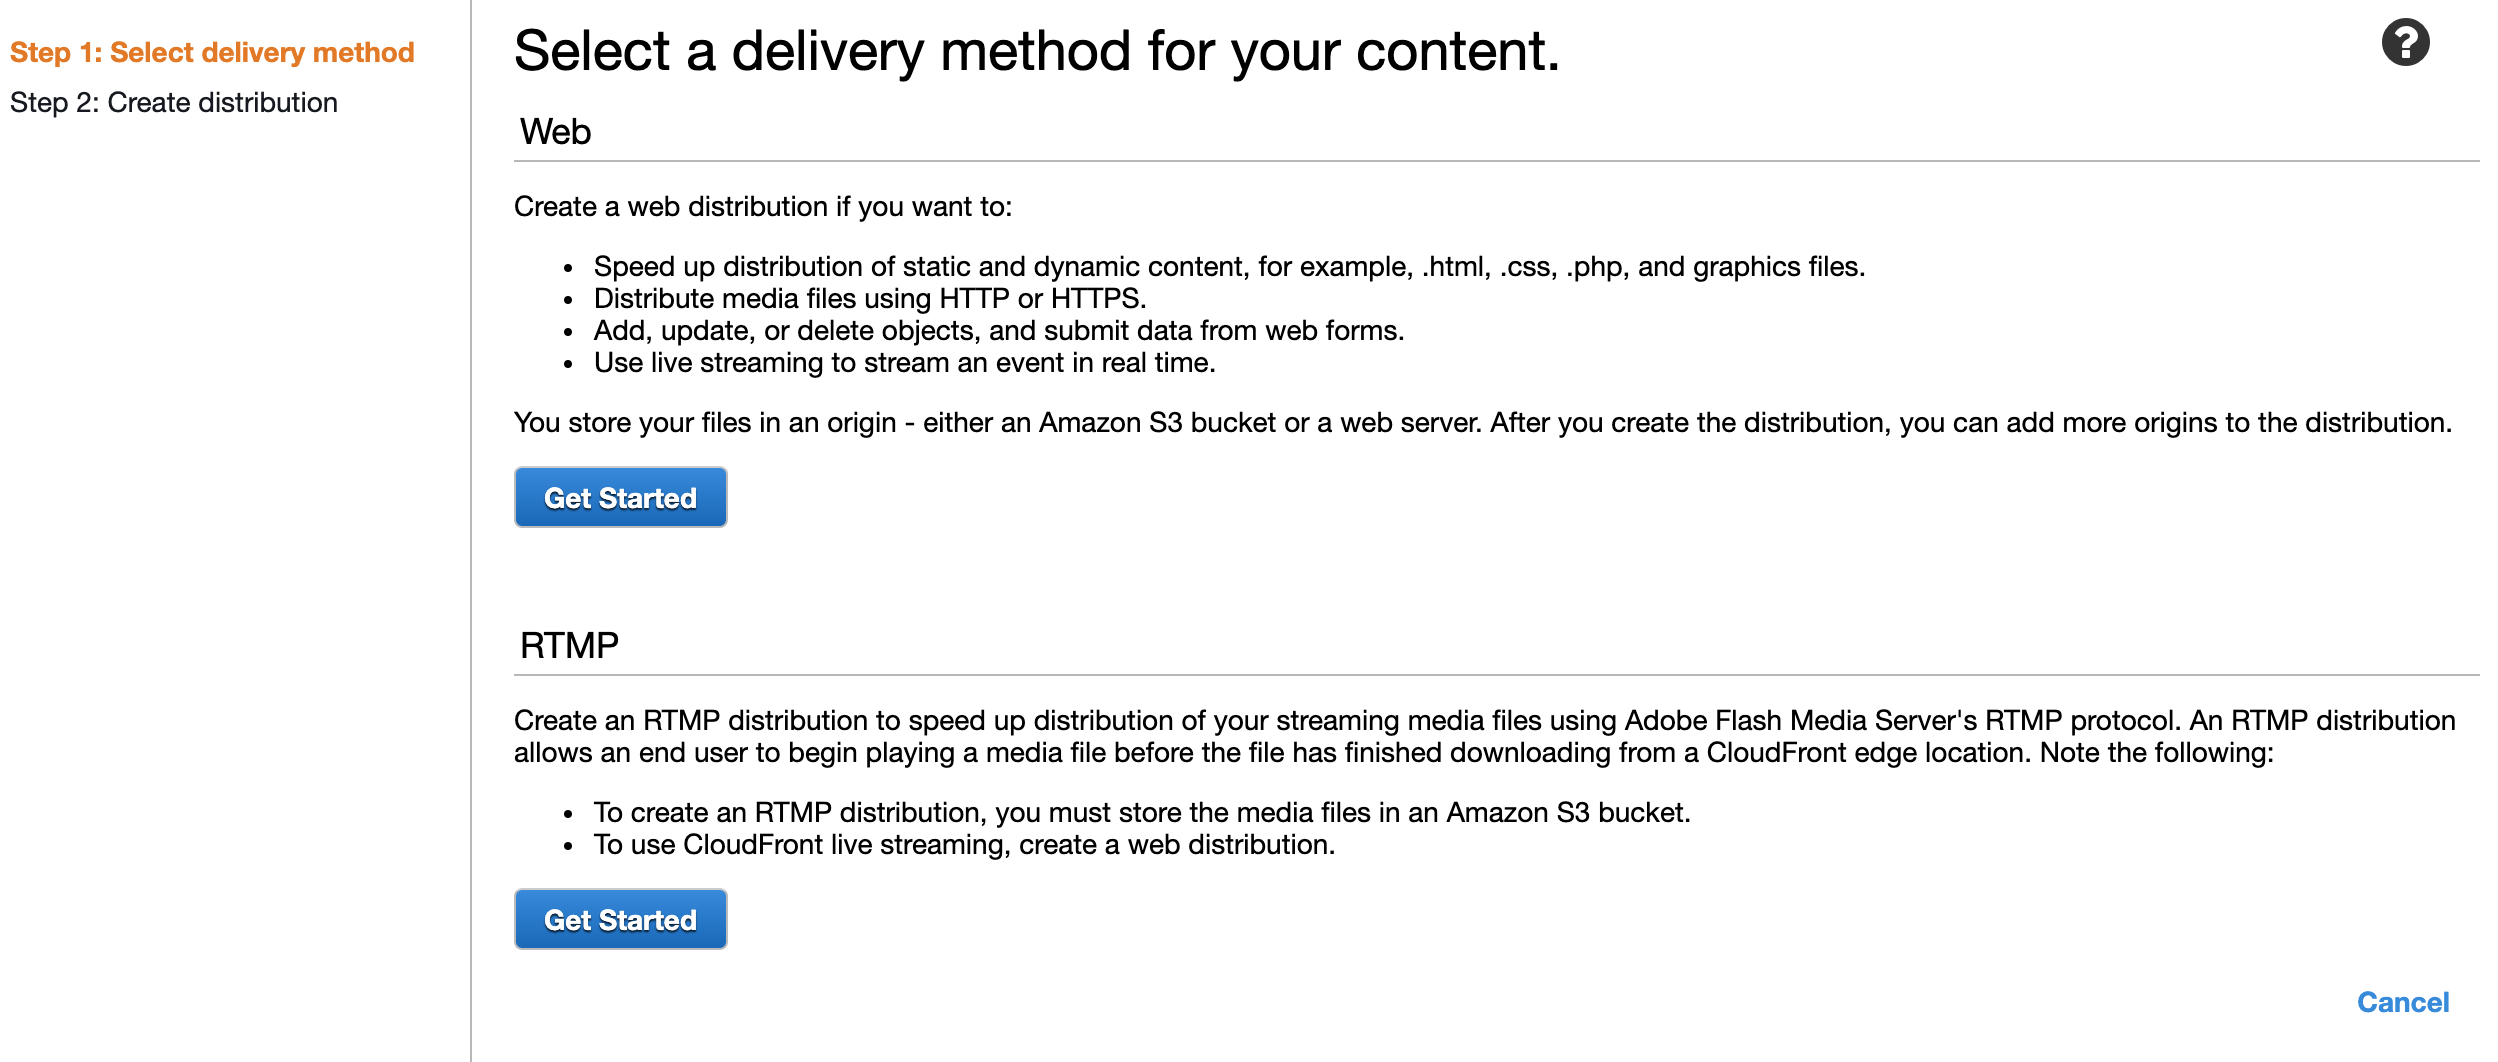 Step 1: Select delivery method
Step 2: Create distribution
Select a delivery method for your content.
?
Web
Create a web distribution if you want to:
• Speed up distribution of static and dynamic content, for example, .html, .css, .php, and graphics files.
• Distribute media files using HTTP or HTTPS.
• Add, update, or delete objects, and submit data from web forms.
• Use live streaming to stream an event in real time.
You store your files in an origin - either an Amazon S3 bucket or a web server. After you create the distribution, you can add more origins to the distribution.
Get Started
RTMP
Create an RTMP distribution to speed up distribution of your streaming media files using Adobe Flash Media Server's RTMP protocol. An RTMP distribution
allows an end user to begin playing a media file before the file has finished downloading from a CloudFront edge location. Note the following:
• To create an RTMP distribution, you must store the media files in an Amazon S3 bucket.
• To use CloudFront live streaming, create a web distribution.
Get Started
Cancel